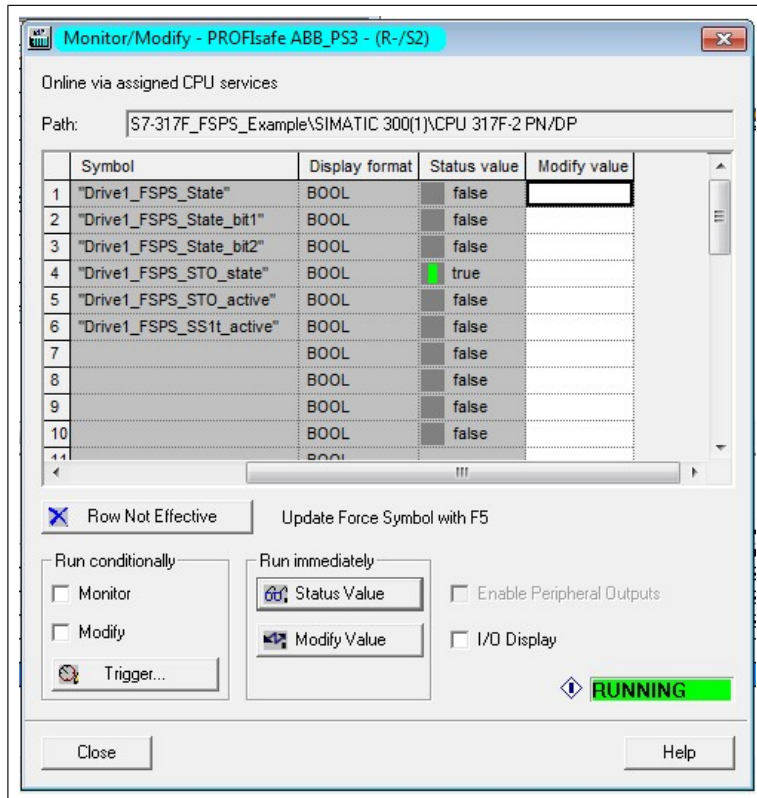 Monitor/Modify - PROFIsafe ABB_PS3 - (R-/S2)
Online via assigned CPU services
Path: S7-317F_FSPS_Example\SIMATIC 300(1)\CPU 317F-2 PN/DP
Symbol Display format Status value Modify value
1 "Drive1_FSPS_State" BOOL false
2 "Drive1_FSPS_State_bit1" BOOL false
3 "Drive1_FSPS_State_bit2" BOOL false
4 "Drive1_FSPS_STO_state" BOOL true
5 "Drive1_FSPS_STO_active" BOOL false
6 "Drive1_FSPS_SS1t_active" BOOL false
7 BOOL false
8 BOOL false
9 BOOL false
10 BOOL false
11 BOOL
Row Not Effective Update Force Symbol with F5
Run conditionally Run immediately
Monitor Status Value Enable Peripheral Outputs
Modify Modify Value I/O Display
Trigger... RUNNING
Close Help